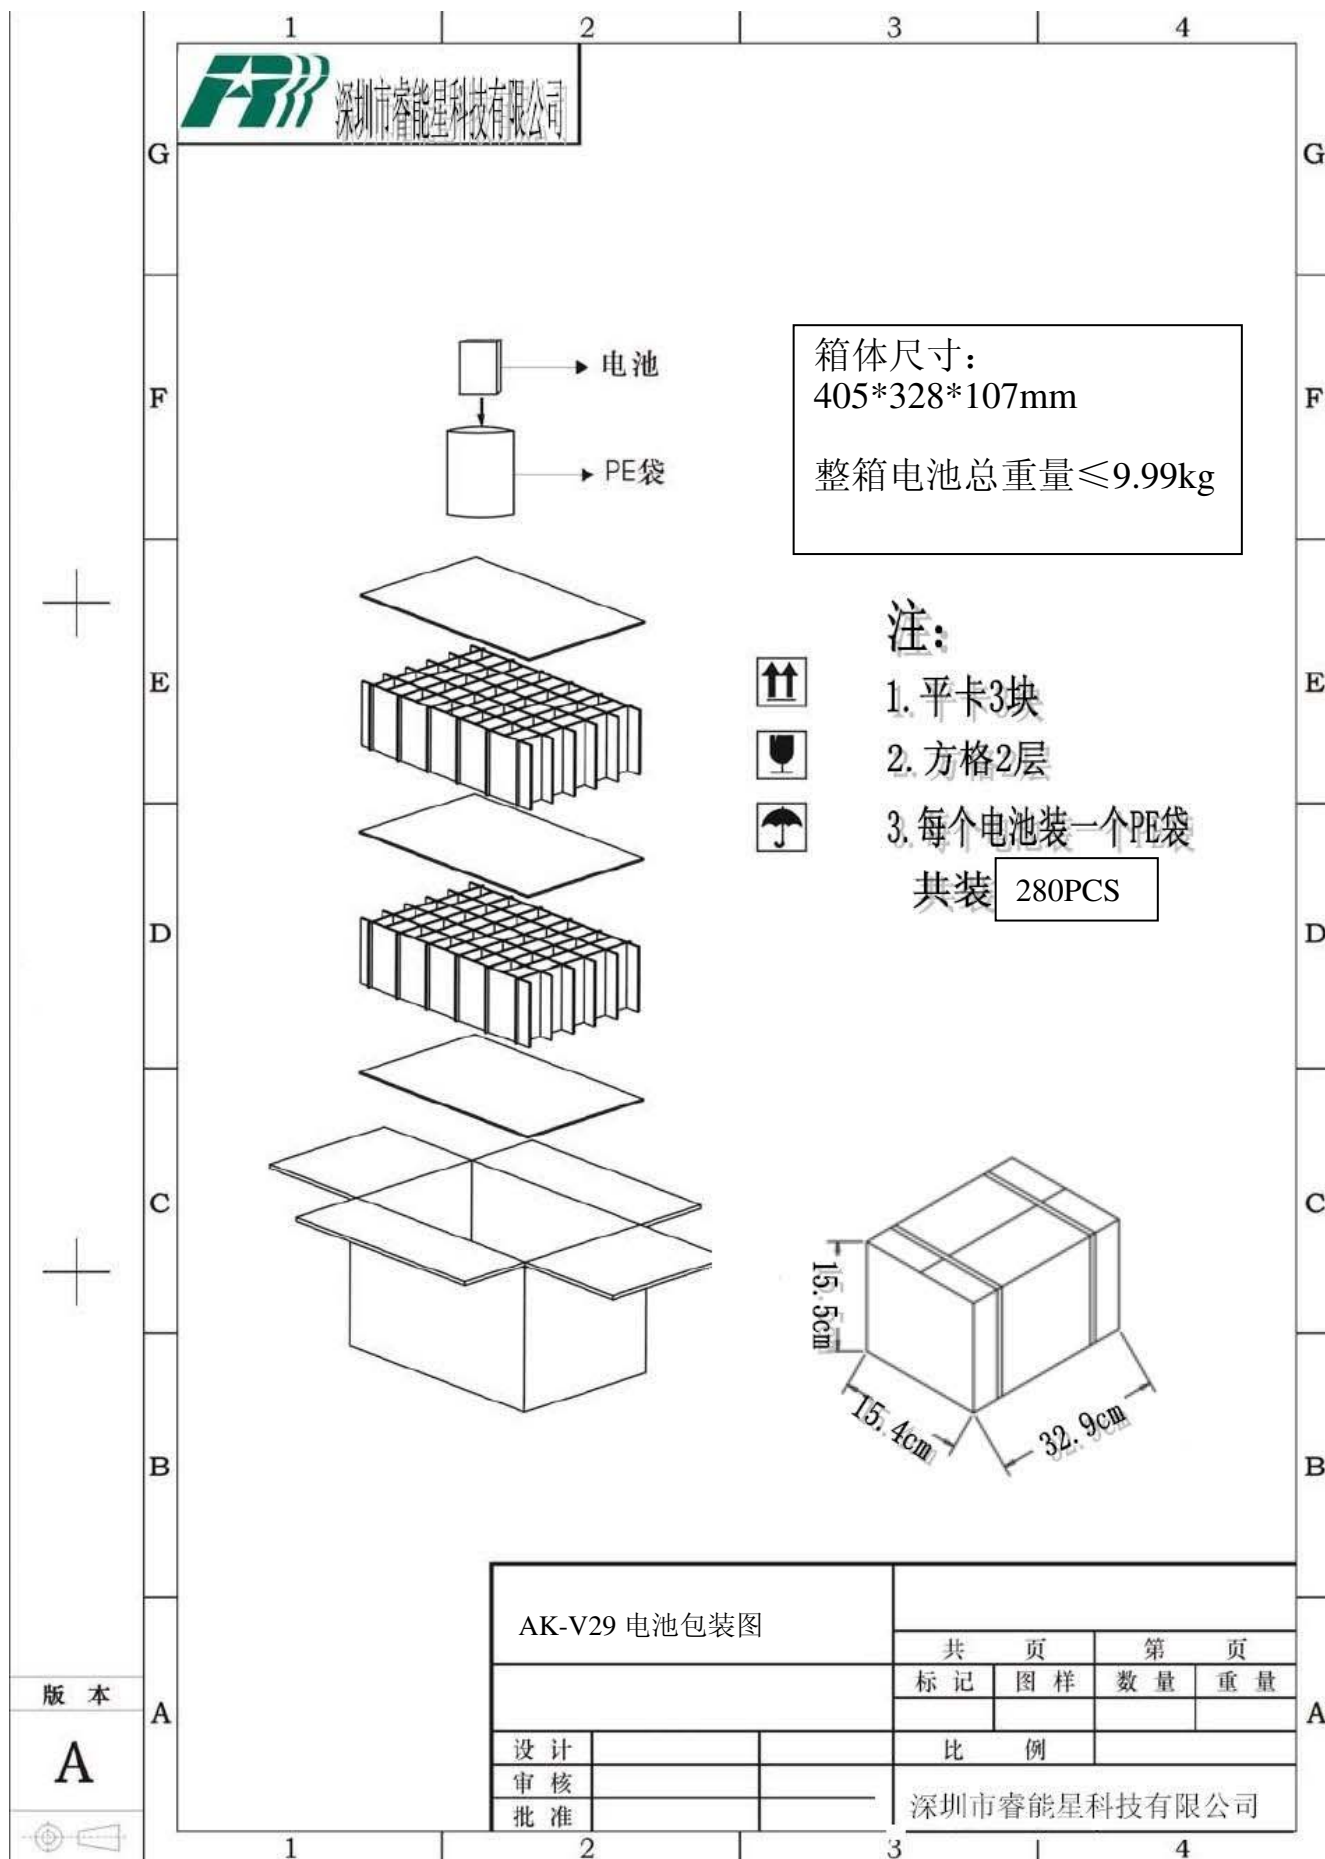 1 2 3 4
深圳市睿能星科技有限公司
G G
电池
箱体尺寸：
405*328*107mm
F F
PE袋
整箱电池总重量≤9.99kg
注：
E E
1. 平卡3块
2. 方格2层
3. 每个电池装一个PE袋
共装 280PCS
D D
C C
15.5cm
15.4cm
32.9cm
B B
AK-V29 电池包装图
共 页 第 页
标 记 图 样 数 量 重 量
版 本
A A
A
设 计
比 例
审 核
批 准
深圳市睿能星科技有限公司
1 2 3 4